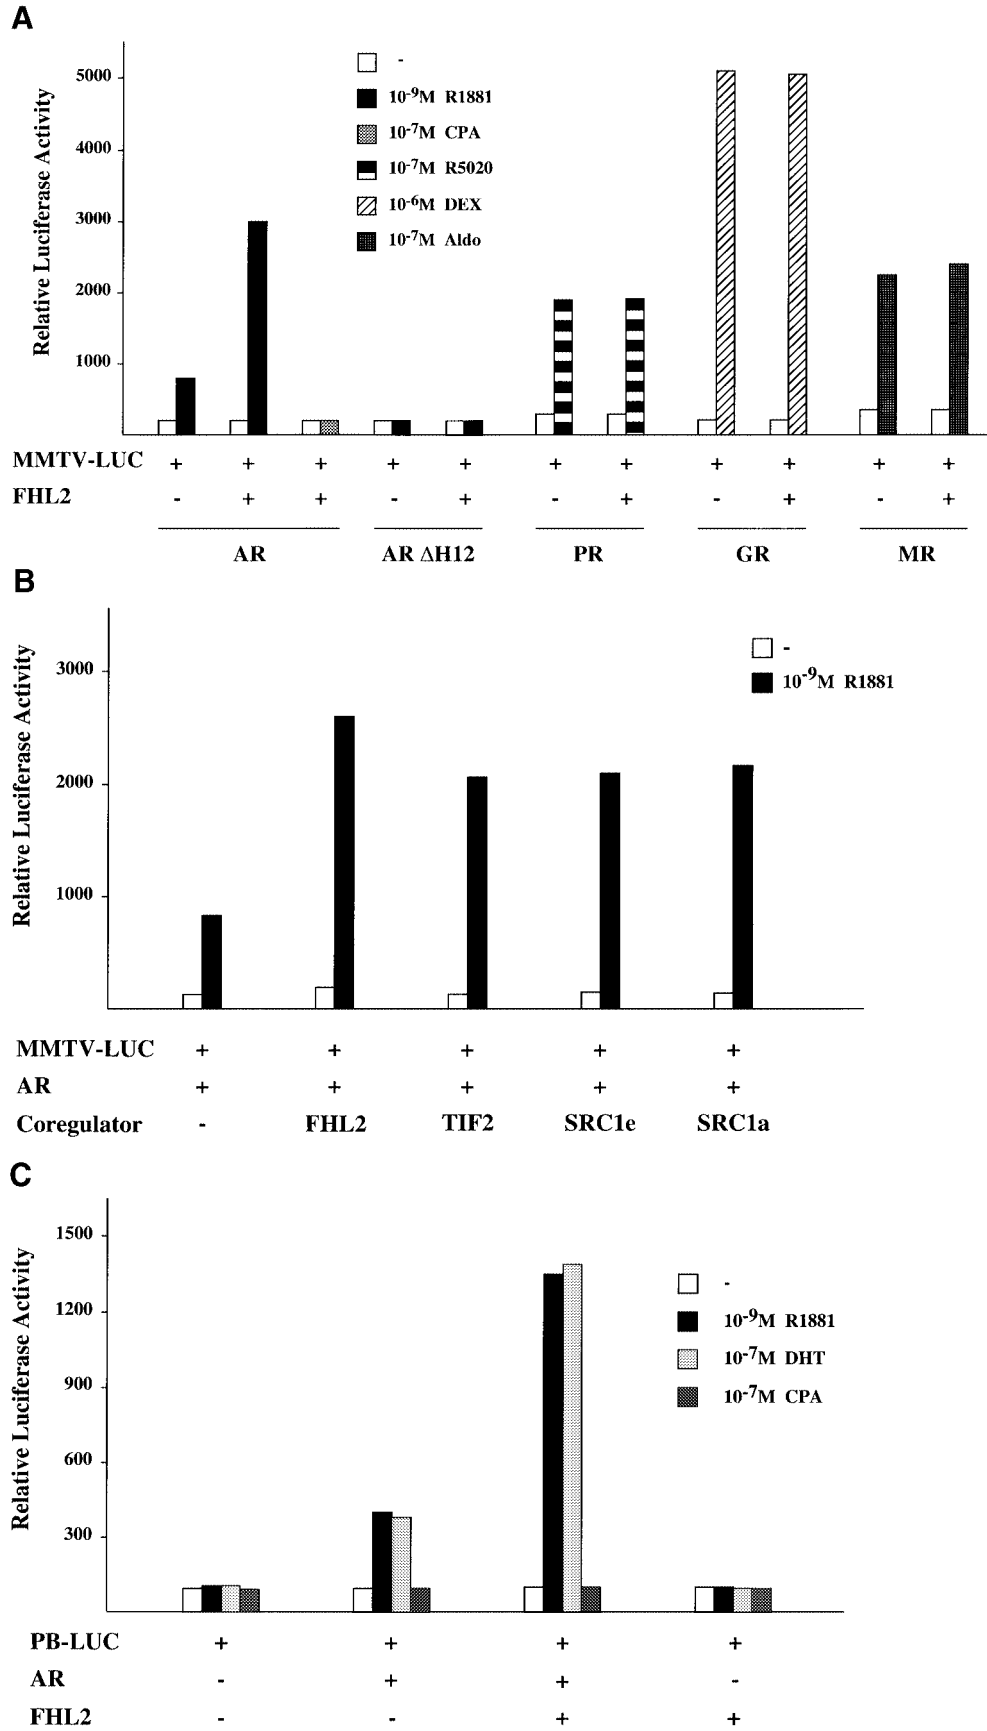 A
Relative Luciferase Activity
5000
4000
3000
2000
1000
-
10-9M R1881
10-7M CPA
10-7M R5020
10-6M DEX
10-7M Aldo
MMTV-LUC + + + + + + + + + + +
FHL2 - + + - + - + - + - +
AR AR ΔH12 PR GR MR
B
Relative Luciferase Activity
3000
2000
1000
-
10-9M R1881
MMTV-LUC + + + + +
AR + + + + +
Coregulator - FHL2 TIF2 SRC1e SRC1a
C
Relative Luciferase Activity
1500
1200
900
600
300
-
10-9M R1881
10-7M DHT
10-7M CPA
PB-LUC + + + +
AR - + + -
FHL2 - - + +